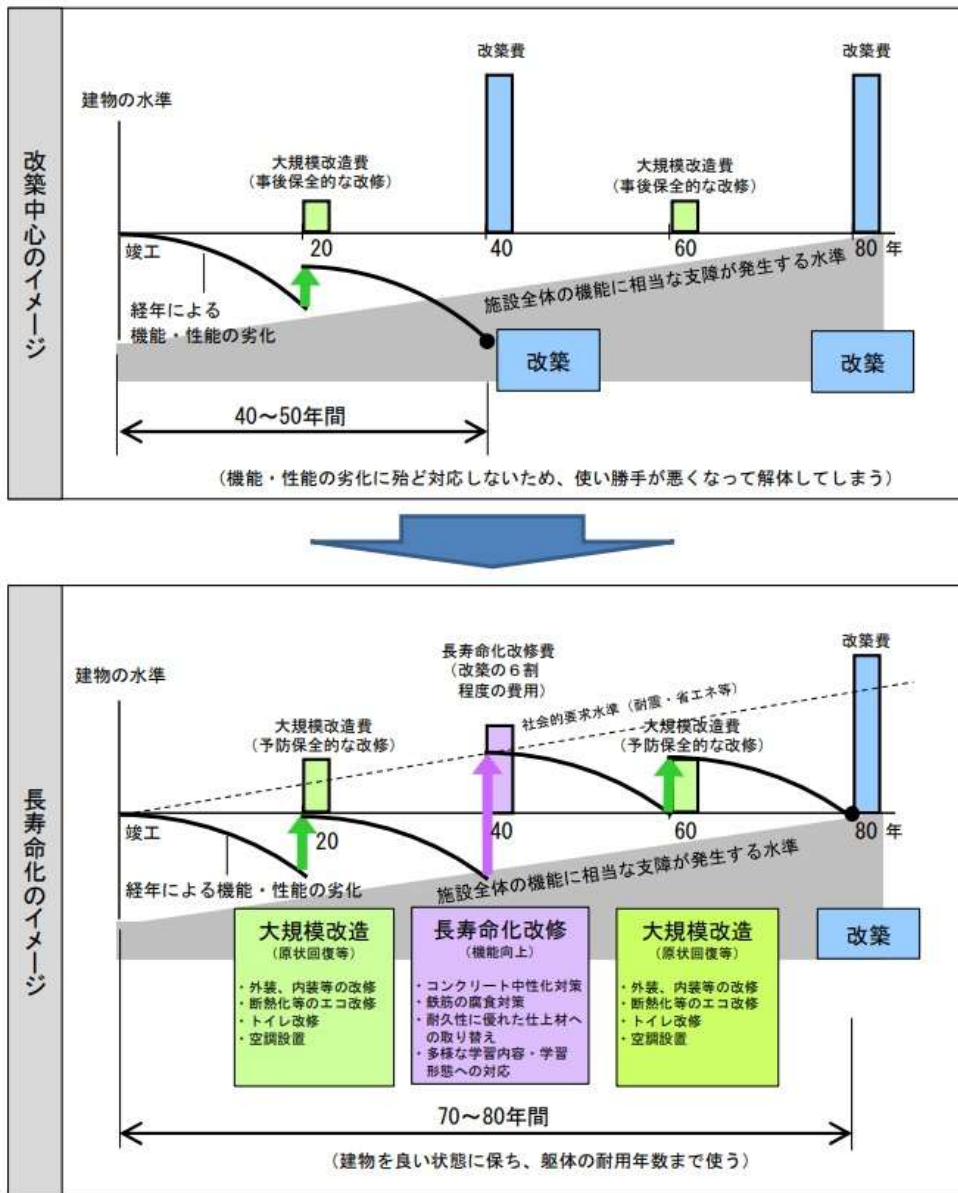 改築中心のイメージ
建物の水準
改築費
改築費
大規模改造費
（事後保全的な改修）
大規模改造費
（事後保全的な改修）
竣工
20
40
60
80 年
経年による
機能・性能の劣化
施設全体の機能に相当な支障が発生する水準
改築
改築
40～50年間
（機能・性能の劣化に殆ど対応しないため、使い勝手が悪くなって解体してしまう）
長寿命化のイメージ
建物の水準
改築費
長寿命化改修費
（改築の６割
程度の費用）
社会的要求水準（耐震・省エネ等）
大規模改造費
（予防保全的な改修）
大規模改造費
（予防保全的な改修）
竣工
20
40
60
80 年
経年による機能・性能の劣化
施設全体の機能に相当な支障が発生する水準
大規模改造
（原状回復等）
・外装、内装等の改修
・断熱化等のエコ改修
・トイレ改修
・空調設置
長寿命化改修
（機能向上）
・コンクリート中性化対策
・鉄筋の腐食対策
・耐久性に優れた仕上材へ
の取り替え
・多様な学習内容・学習
形態への対応
大規模改造
（原状回復等）
・外装、内装等の改修
・断熱化等のエコ改修
・トイレ改修
・空調設置
改築
70～80年間
（建物を良い状態に保ち、躯体の耐用年数まで使う）